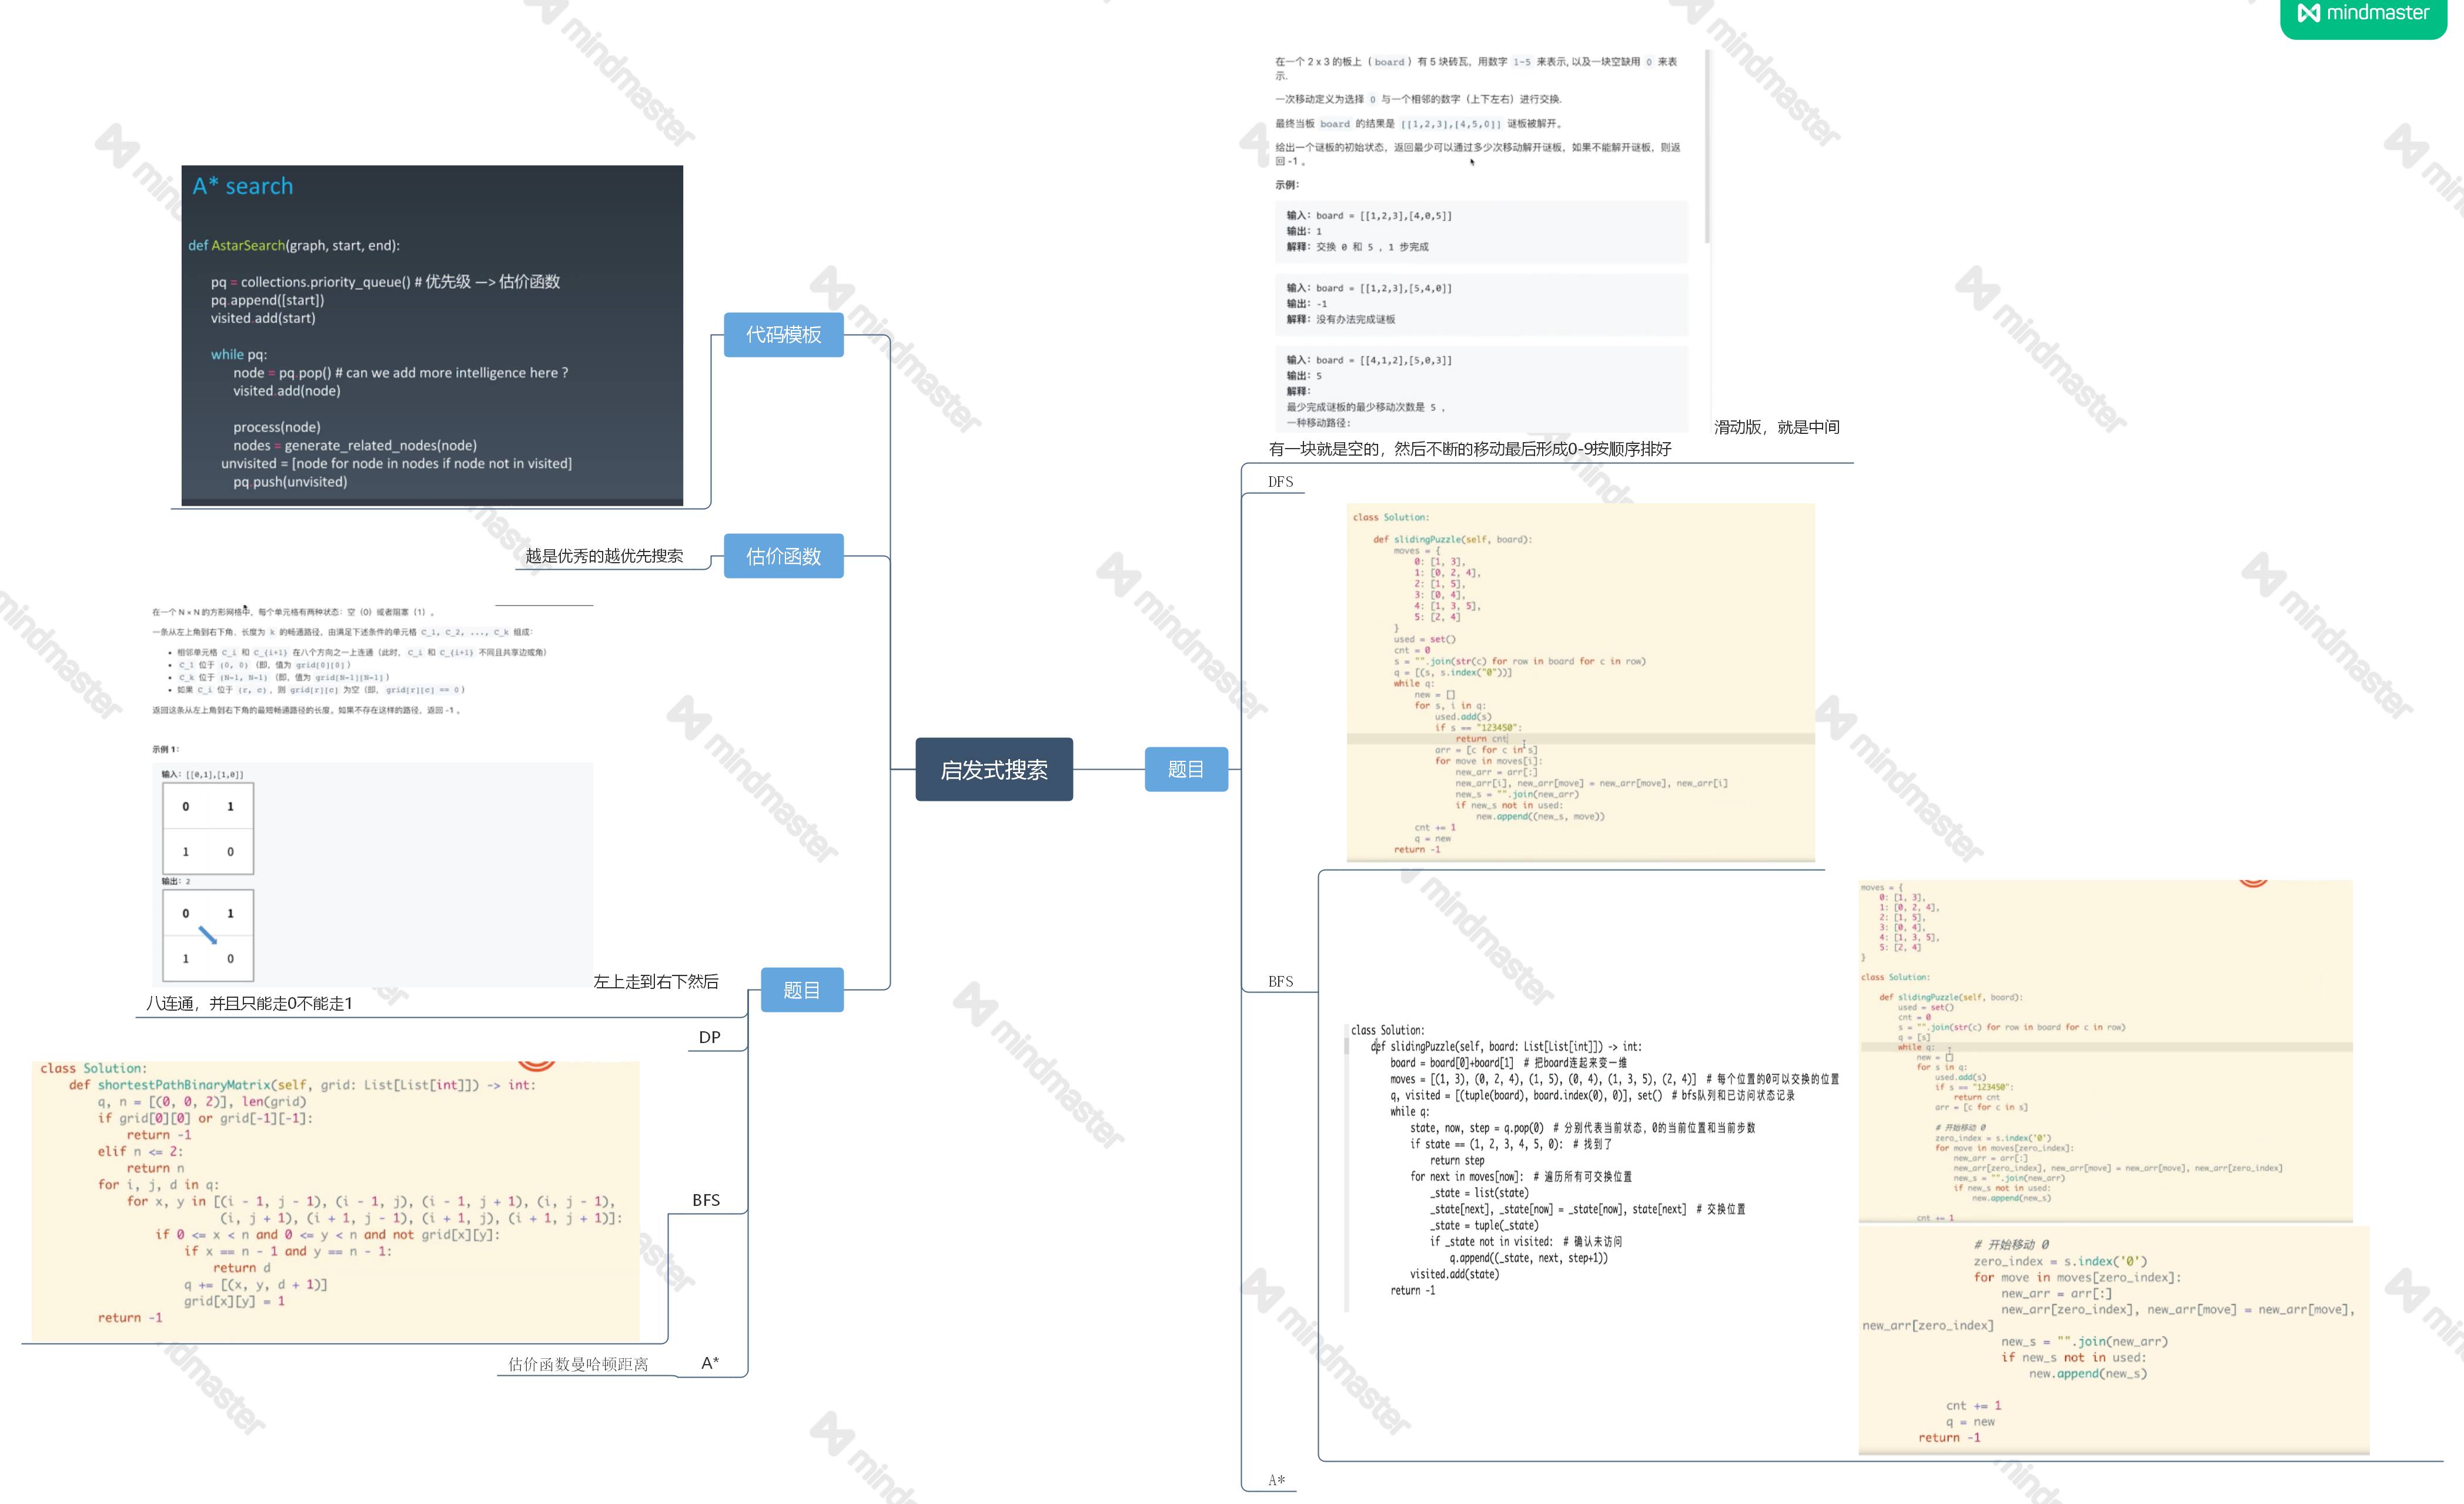 mindmaster
启发式搜索
代码模板
A* search
def AstarSearch(graph, start, end):
pq = collections.priority_queue() # 优先级 —> 估价函数
pq.append([start])
visited.add(start)
while pq:
node = pq.pop() # can we add more intelligence here ?
visited.add(node)
process(node)
nodes = generate_related_nodes(node)
unvisited = [node for node in nodes if node not in visited]
pq.push(unvisited)
估价函数
越是优秀的越优先搜索
题目
在一个 N × N 的方形网格中，每个单元格有两种状态：空（0）或者阻塞（1）。
一条从左上角到右下角、长度为 k 的畅通路径，由满足下述条件的单元格 C_1, C_2, ..., C_k 组成：
• 相邻单元格 C_i 和 C_{i+1} 在八个方向之一上连通（此时，C_i 和 C_{i+1} 不同且共享边或角）
• C_1 位于 (0, 0)（即，值为 grid[0][0]）
• C_k 位于 (N-1, N-1)（即，值为 grid[N-1][N-1]）
• 如果 C_i 位于 (r, c)，则 grid[r][c] 为空（即，grid[r][c] == 0）
返回这条从左上角到右下角的最短畅通路径的长度。如果不存在这样的路径，返回 -1 。
示例 1：
输入：[[0,1],[1,0]]
0 1
1 0
输出：2
0 1
1 0
左上走到右下然后
八连通，并且只能走0不能走1
DP
BFS
class Solution:
def shortestPathBinaryMatrix(self, grid: List[List[int]]) -> int:
q, n = [(0, 0, 2)], len(grid)
if grid[0][0] or grid[-1][-1]:
return -1
elif n <= 2:
return n
for i, j, d in q:
for x, y in [(i - 1, j - 1), (i - 1, j), (i - 1, j + 1), (i, j - 1),
(i, j + 1), (i + 1, j - 1), (i + 1, j), (i + 1, j + 1)]:
if 0 <= x < n and 0 <= y < n and not grid[x][y]:
if x == n - 1 and y == n - 1:
return d
q += [(x, y, d + 1)]
grid[x][y] = 1
return -1
A*
估价函数曼哈顿距离
题目
在一个 2 x 3 的板上（board）有 5 块砖瓦，用数字 1~5 来表示, 以及一块空缺用 0 来表
示.
一次移动定义为选择 0 与一个相邻的数字（上下左右）进行交换.
最终当板 board 的结果是 [[1,2,3],[4,5,0]] 谜板被解开。
给出一个谜板的初始状态，返回最少可以通过多少次移动解开谜板，如果不能解开谜板，则返
回 -1 。
示例：
输入：board = [[1,2,3],[4,0,5]]
输出：1
解释：交换 0 和 5 ，1 步完成
输入：board = [[1,2,3],[5,4,0]]
输出：-1
解释：没有办法完成谜板
输入：board = [[4,1,2],[5,0,3]]
输出：5
解释：
最少完成谜板的最少移动次数是 5 ，
一种移动路径:
滑动版，就是中间
有一块就是空的，然后不断的移动最后形成0-9按顺序排好
DFS
BFS
class Solution:
def slidingPuzzle(self, board):
moves = {
0: [1, 3],
1: [0, 2, 4],
2: [1, 5],
3: [0, 4],
4: [1, 3, 5],
5: [2, 4]
}
used = set()
cnt = 0
s = "".join(str(c) for row in board for c in row)
q = [(s, s.index("0"))]
while q:
new = []
for s, i in q:
used.add(s)
if s == "123450":
return cnt
arr = [c for c in s]
for move in moves[i]:
new_arr = arr[:]
new_arr[i], new_arr[move] = new_arr[move], new_arr[i]
new_s = "".join(new_arr)
if new_s not in used:
new.append((new_s, move))
cnt += 1
q = new
return -1
class Solution:
def slidingPuzzle(self, board: List[List[int]]) -> int:
board = board[0]+board[1] # 把board连起来变一维
moves = [(1, 3), (0, 2, 4), (1, 5), (0, 4), (1, 3, 5), (2, 4)] # 每个位置的0可以交换的位置
q, visited = [(tuple(board), board.index(0), 0)], set() # bfs队列和已访问状态记录
while q:
state, now, step = q.pop(0) # 分别代表当前状态，0的当前位置和当前步数
if state == (1, 2, 3, 4, 5, 0): # 找到了
return step
for next in moves[now]: # 遍历所有可交换位置
_state = list(state)
_state[next], _state[now] = _state[now], state[next] # 交换位置
_state = tuple(_state)
if _state not in visited: # 确认未访问
q.append((_state, next, step+1))
visited.add(state)
return -1
moves = {
0: [1, 3],
1: [0, 2, 4],
2: [1, 5],
3: [0, 4],
4: [1, 3, 5],
5: [2, 4]
}
class Solution:
def slidingPuzzle(self, board):
used = set()
cnt = 0
s = "".join(str(c) for row in board for c in row)
q = [s]
while q:
new = []
for s in q:
used.add(s)
if s == "123450":
return cnt
arr = [c for c in s]
# 开始移动 0
zero_index = s.index('0')
for move in moves[zero_index]:
new_arr = arr[:]
new_arr[zero_index], new_arr[move] = new_arr[move], new_arr[zero_index]
new_s = "".join(new_arr)
if new_s not in used:
new.append(new_s)
cnt += 1
# 开始移动 0
zero_index = s.index('0')
for move in moves[zero_index]:
new_arr = arr[:]
new_arr[zero_index], new_arr[move] = new_arr[move],
new_arr[zero_index]
new_s = "".join(new_arr)
if new_s not in used:
new.append(new_s)
cnt += 1
q = new
return -1
A*